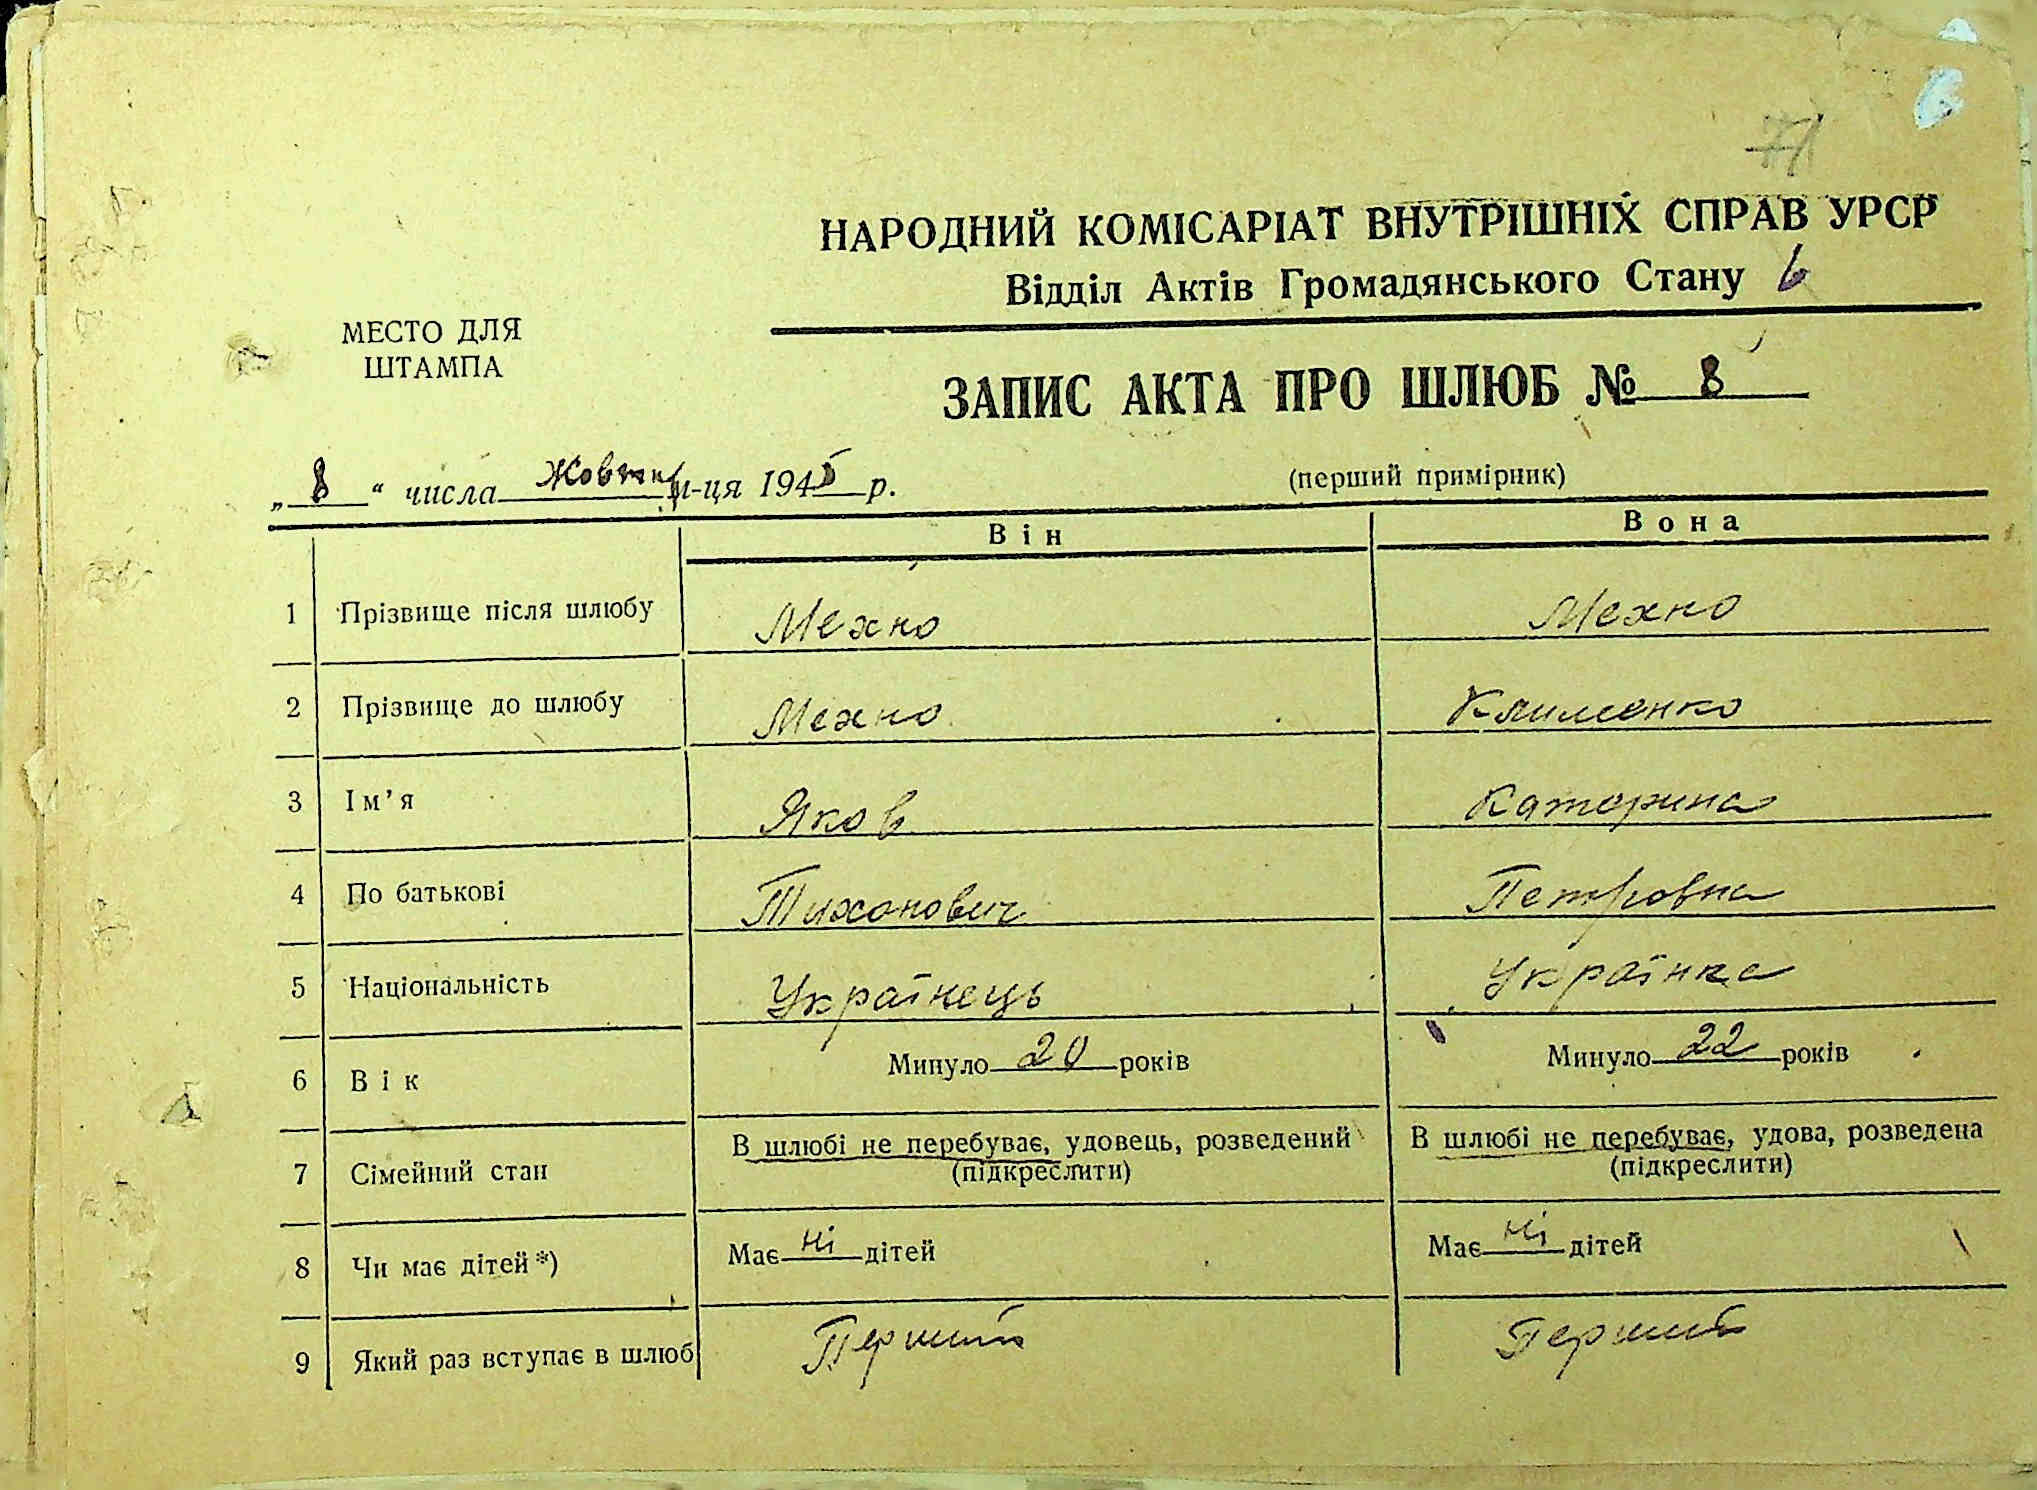 71
НАРОДНИЙ КОМІСАРІАТ ВНУТРІШНІХ СПРАВ УРСР
Відділ Актів Громадянського Стану 6
МЕСТО ДЛЯ
ШТАМПА
ЗАПИС АКТА ПРО ШЛЮБ № 8
„ 8 “ числа Жовтня м-ця 1945 р.
(перший примірник)
Він Вона
1 Прізвище після шлюбу Мехно Мехно
2 Прізвище до шлюбу Мехно Клименко
3 Ім'я Яков Катерина
4 По батькові Тихонович Петровна
5 Національність Українець Українка
6 Вік Минуло 20 років Минуло 22 років
7 Сімейний стан В шлюбі не перебуває, удовець, розведений В шлюбі не перебуває, удова, розведена
(підкреслити) (підкреслити)
8 Чи має дітей *) Має ні дітей Має ні дітей
9 Який раз вступає в шлюб Перший Перший